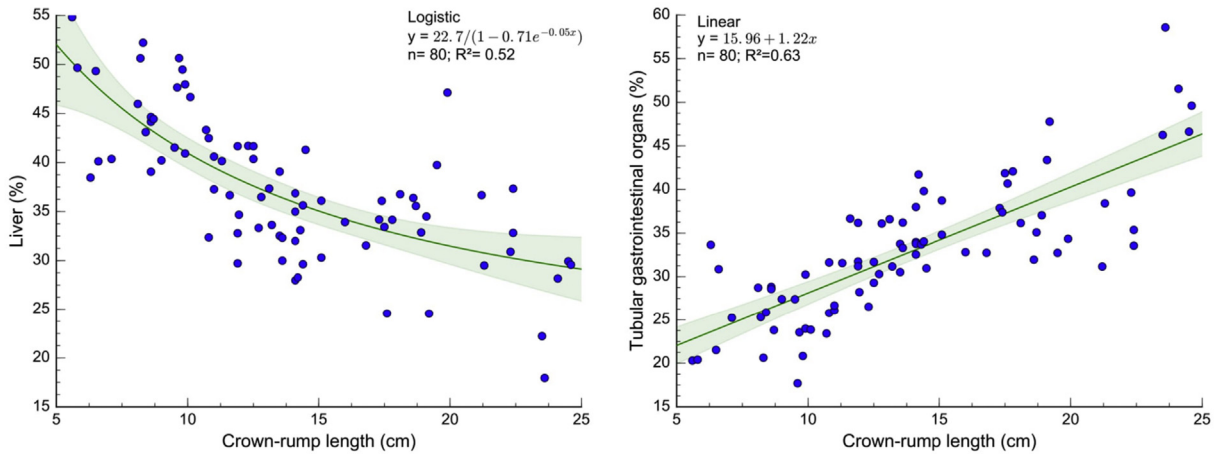 Logistic
y = 22.7/(1 − 0.71e^−0.05x)
n= 80; R²= 0.52
55
50
45
40
35
30
25
20
15
Liver (%)
5 10 15 20 25
Crown-rump length (cm)
Linear
y = 15.96 + 1.22x
n= 80; R²=0.63
60
55
50
45
40
35
30
25
20
15
Tubular gastrointestinal organs (%)
5 10 15 20 25
Crown-rump length (cm)